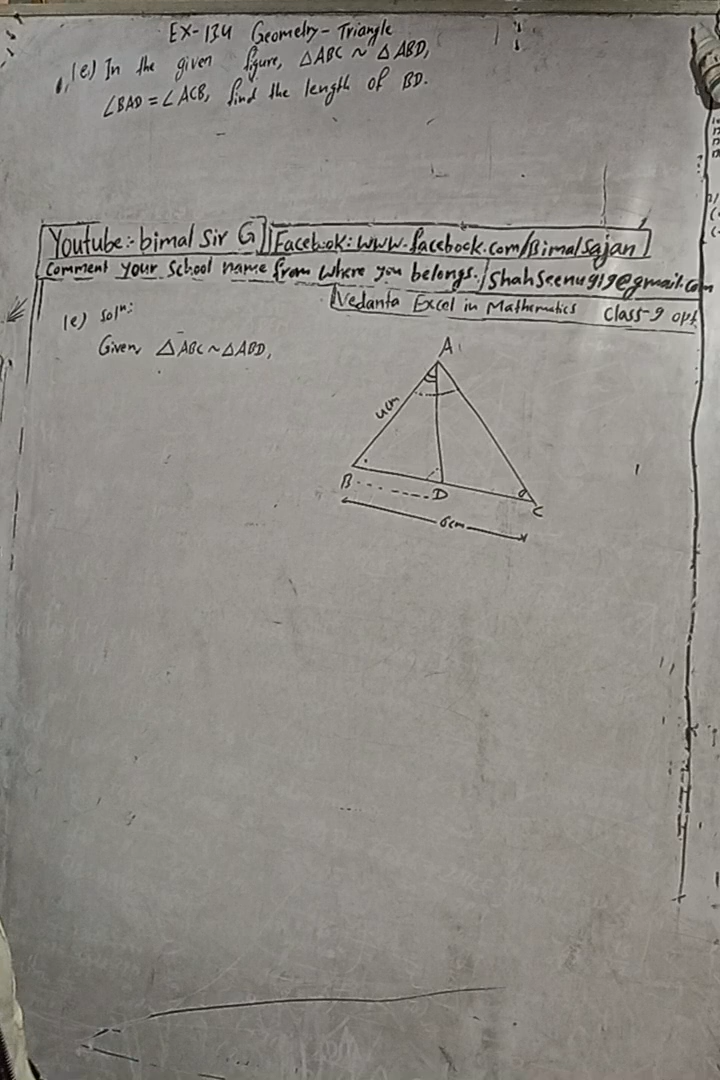 EX-13.4 Geometry- Triangle
1.(e) In the given figure, △ABC ~ △ABD,
∠BAD = ∠ACB, find the length of BD.
Youtube:- bimal Sir G
Facebook: www.facebook.com/Bimalsajan
Comment your School name from where you belongs.
Shahseenu919@gmail.com
Vedanta Excel in Mathematics Class-9 opt.
1e) Solⁿ:
Given, △ABC ~ △ABD,
A
4cm
B
D
C
6cm